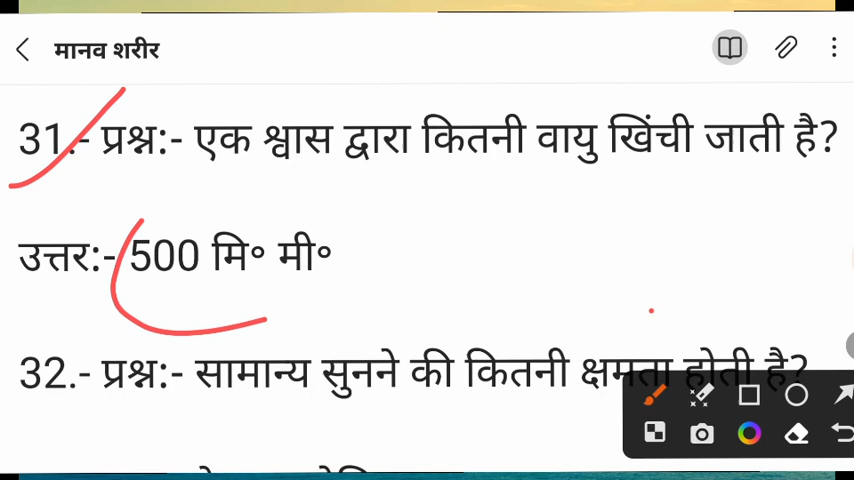 मानव शरीर
31.- प्रश्न:- एक श्वास द्वारा कितनी वायु खिंची जाती है?
उत्तर:- 500 मि॰ मी॰
32.- प्रश्न:- सामान्य सुनने की कितनी क्षमता होती है?